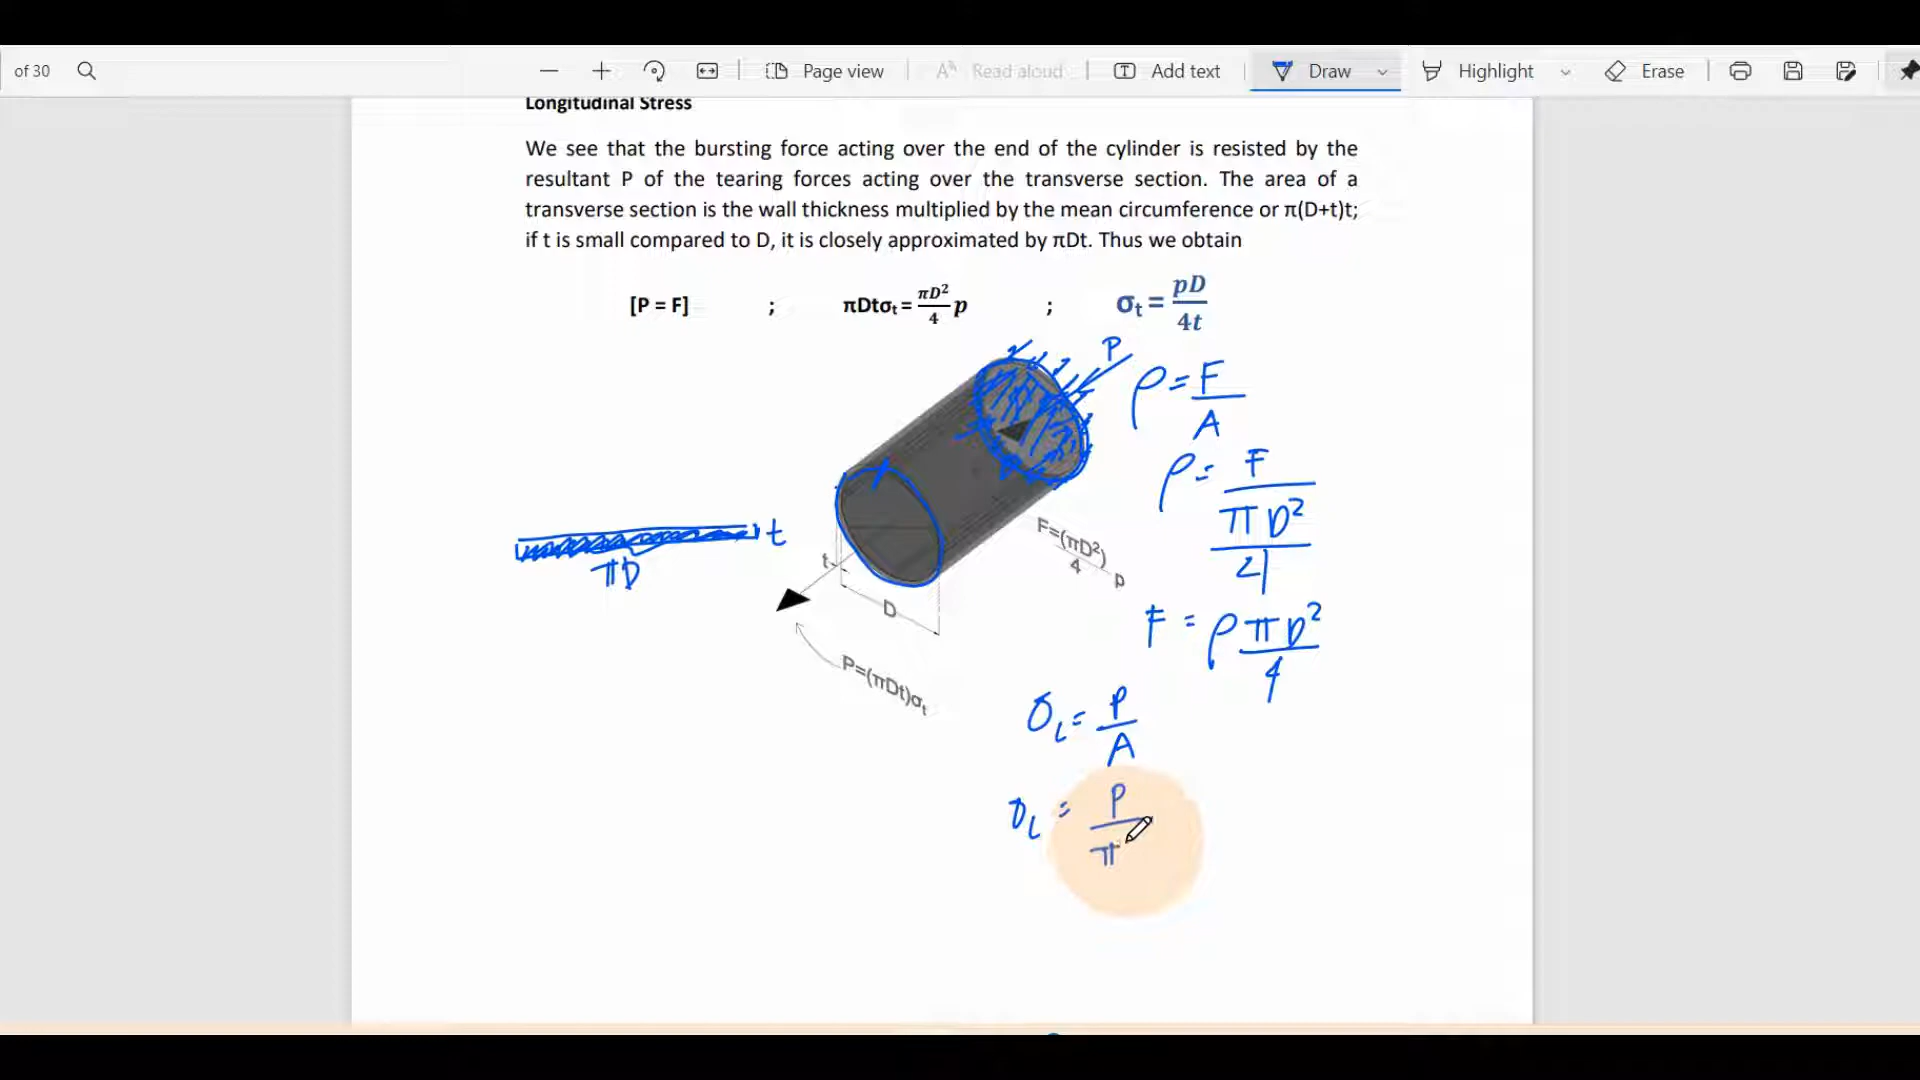 of 30 Page view Read aloud Add text Draw Highlight Erase
Longitudinal Stress
We see that the bursting force acting over the end of the cylinder is resisted by the
resultant P of the tearing forces acting over the transverse section. The area of a
transverse section is the wall thickness multiplied by the mean circumference or π(D+t)t;
if t is small compared to D, it is closely approximated by πDt. Thus we obtain
[P = F] ; πDtσt = πD²/4 p ; σt = pD/4t
P
ρ = F/A
ρ = F/(πD²/4)
t
πD
t
D
F=(πD²)/4 p
F = ρ πD²/4
P=(πDt)σt
σL = P/A
σL = P/π